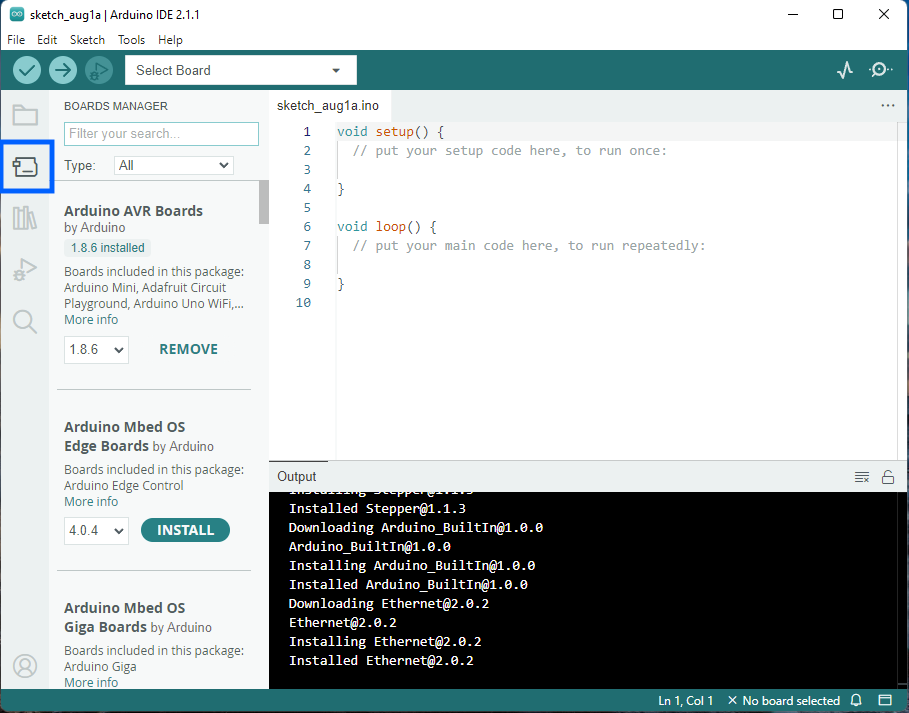 sketch_aug1a | Arduino IDE 2.1.1
File Edit Sketch Tools Help
Select Board
BOARDS MANAGER
Filter your search...
Type: All
Arduino AVR Boards
by Arduino
1.8.6 installed
Boards included in this package:
Arduino Mini, Adafruit Circuit
Playground, Arduino Uno WiFi,...
More info
1.8.6 REMOVE
Arduino Mbed OS
Edge Boards by Arduino
Boards included in this package:
Arduino Edge Control
More info
4.0.4 INSTALL
Arduino Mbed OS
Giga Boards by Arduino
Boards included in this package:
Arduino Giga
More info
sketch_aug1a.ino
1 void setup() {
2 // put your setup code here, to run once:
3
4 }
5
6 void loop() {
7 // put your main code here, to run repeatedly:
8
9 }
10
Output
Installing Stepper@1.1.3
Installed Stepper@1.1.3
Downloading Arduino_BuiltIn@1.0.0
Arduino_BuiltIn@1.0.0
Installing Arduino_BuiltIn@1.0.0
Installed Arduino_BuiltIn@1.0.0
Downloading Ethernet@2.0.2
Ethernet@2.0.2
Installing Ethernet@2.0.2
Installed Ethernet@2.0.2
Ln 1, Col 1 No board selected